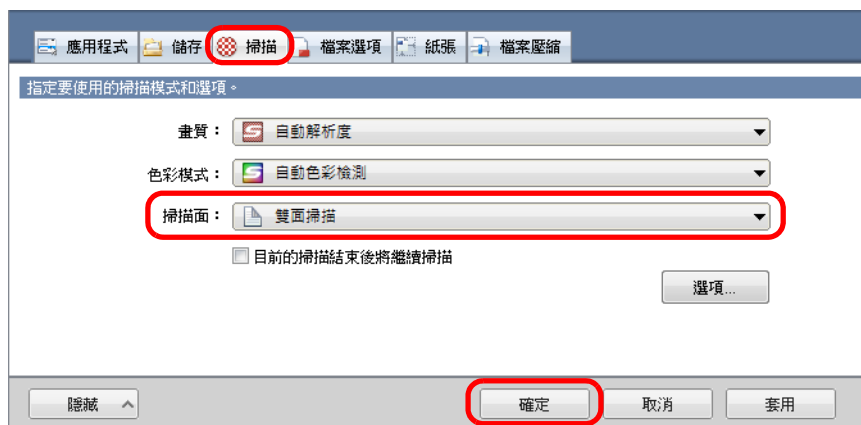 應用程式 儲存 掃描 檔案選項 紙張 檔案壓縮
指定要使用的掃描模式和選項。
畫質： 自動解析度
色彩模式： 自動色彩檢測
掃描面： 雙面掃描
目前的掃描結束後將繼續掃描
選項...
隱藏 確定 取消 套用